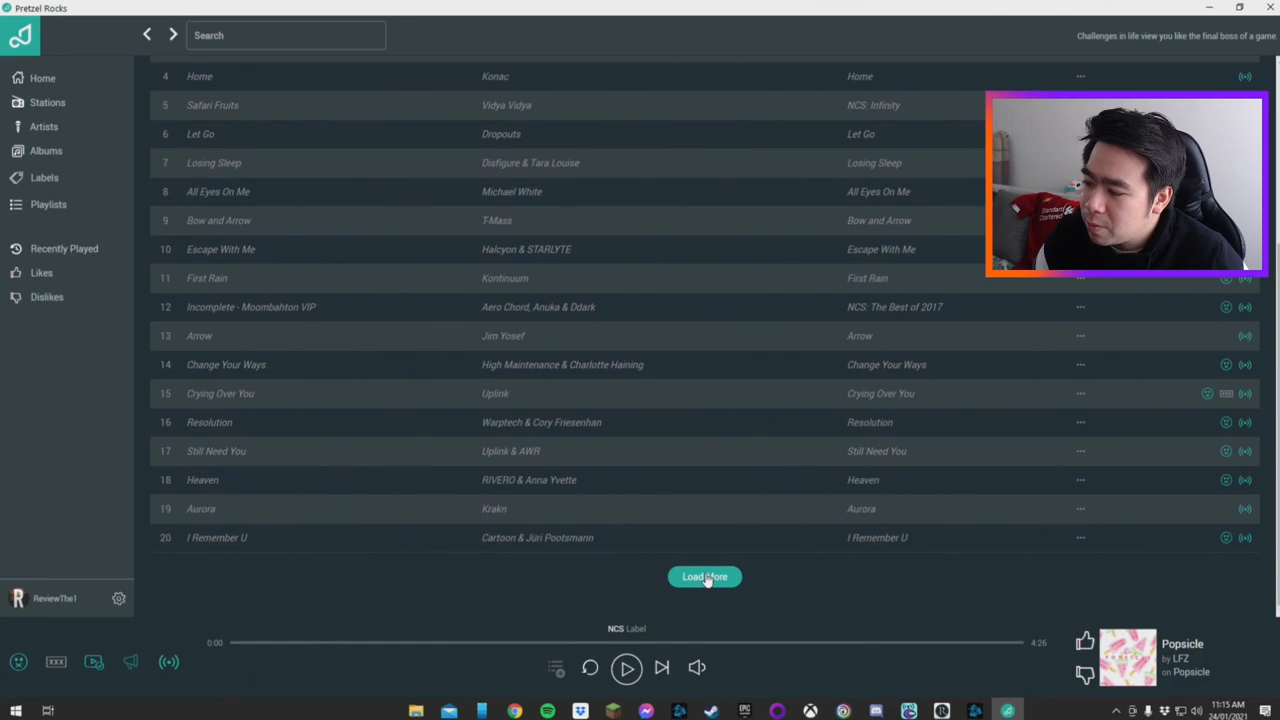 Pretzel Rocks
Search
Challenges in life view you like the final boss of a game.
Home
Stations
Artists
Albums
Labels
Playlists
Recently Played
Likes
Dislikes
4 Home Konac Home ...
5 Safari Fruits Vidya Vidya NCS: Infinity
6 Let Go Dropouts Let Go
7 Losing Sleep Disfigure & Tara Louise Losing Sleep
8 All Eyes On Me Michael White All Eyes On Me
9 Bow and Arrow T-Mass Bow and Arrow
10 Escape With Me Halcyon & STARLYTE Escape With Me
11 First Rain Kontinuum First Rain
12 Incomplete - Moombahton VIP Aero Chord, Anuka & Ddark NCS: The Best of 2017 ...
13 Arrow Jim Yosef Arrow ...
14 Change Your Ways High Maintenance & Charlotte Haining Change Your Ways ...
15 Crying Over You Uplink Crying Over You ... XXX
16 Resolution Warptech & Cory Friesenhan Resolution ...
17 Still Need You Uplink & AWR Still Need You ...
18 Heaven RIVERO & Anna Yvette Heaven ...
19 Aurora Krakn Aurora ...
20 I Remember U Cartoon & Jüri Pootsmann I Remember U ...
Load More
Standard
Chartered
R ReviewThe1
NCS Label
0:00 4:26
XXX
Popsicle
by LFZ
on Popsicle
EPIC
11:15 AM
24/01/2021